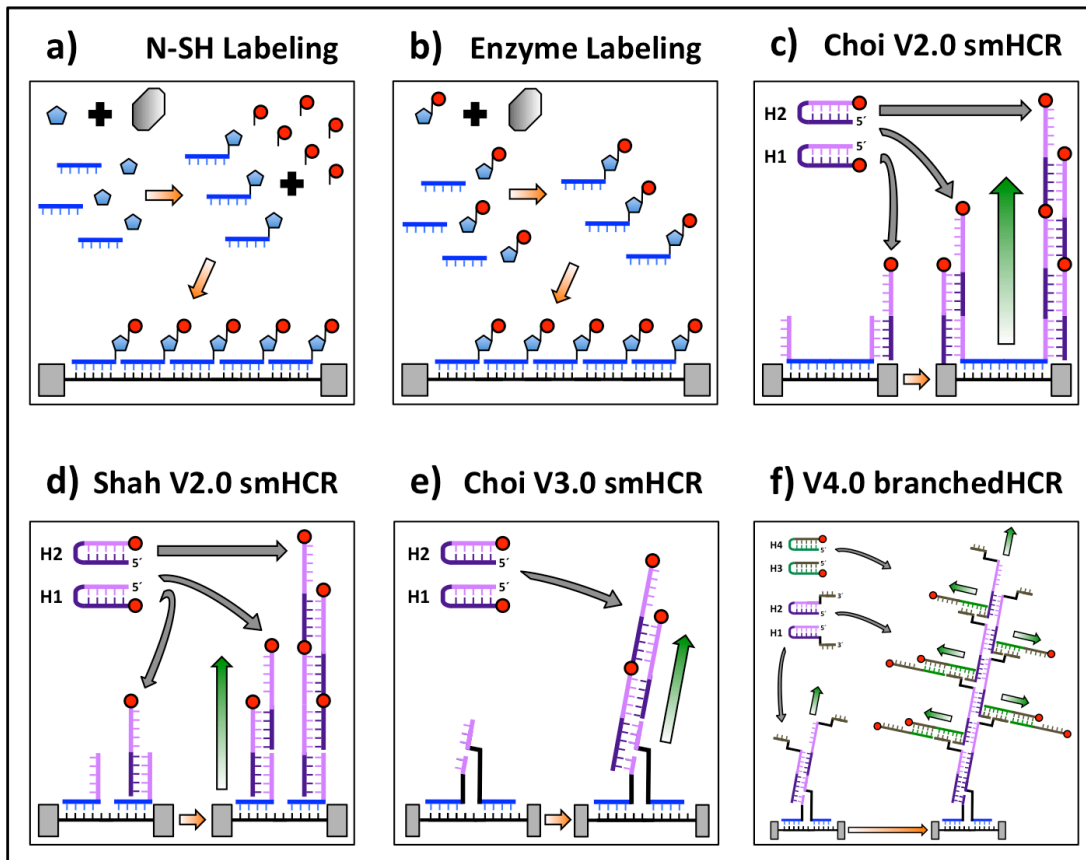 a) N-SH Labeling
b) Enzyme Labeling
c) Choi V2.0 smHCR
H2
5´
H1
5´
d) Shah V2.0 smHCR
H2
5´
H1
5´
e) Choi V3.0 smHCR
H2
5´
H1
5´
f) V4.0 branchedHCR
H4
5´
H3
5´
H2
3´
5´
H1
5´
3´